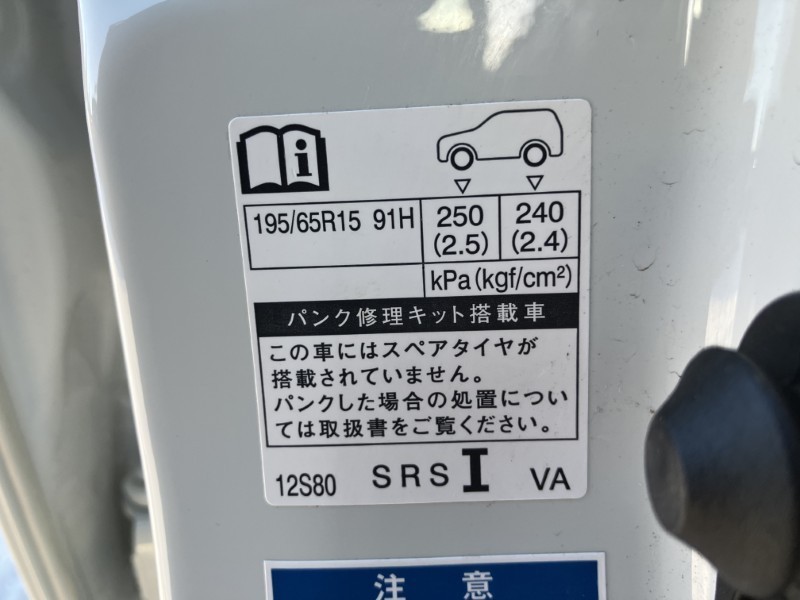 195/65R15 91H 250 240
(2.5) (2.4)
kPa(kgf/cm²)
パンク修理キット搭載車
この車にはスペアタイヤが
搭載されていません。
パンクした場合の処置につい
ては取扱書をご覧ください。
12S80 SRS I VA
注意